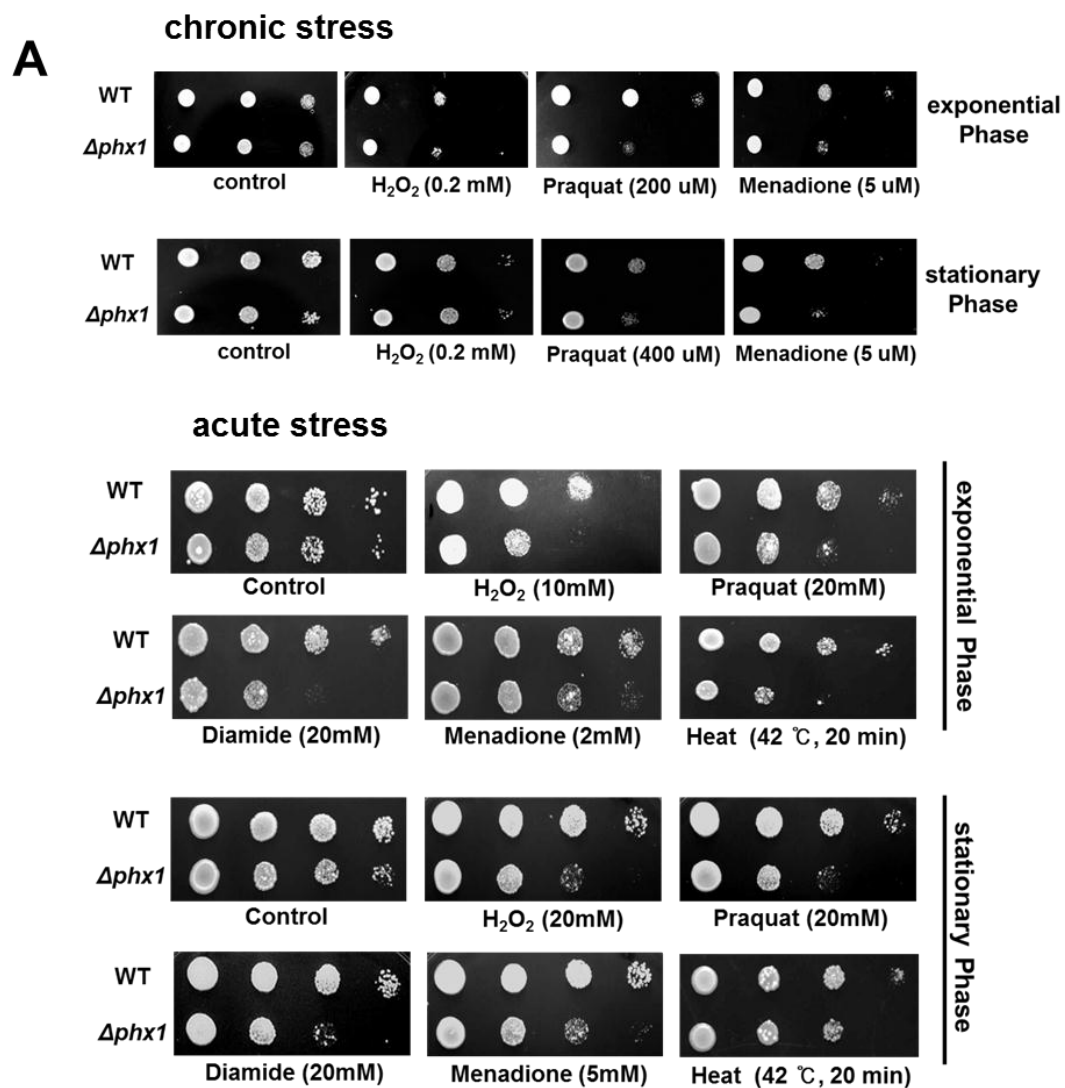 A
chronic stress
WT
Δphx1
control
H₂O₂ (0.2 mM)
Praquat (200 uM)
Menadione (5 uM)
exponential
Phase
WT
Δphx1
control
H₂O₂ (0.2 mM)
Praquat (400 uM)
Menadione (5 uM)
stationary
Phase
acute stress
WT
Δphx1
Control
H₂O₂ (10mM)
Praquat (20mM)
WT
Δphx1
Diamide (20mM)
Menadione (2mM)
Heat (42 ℃, 20 min)
exponential Phase
WT
Δphx1
Control
H₂O₂ (20mM)
Praquat (20mM)
WT
Δphx1
Diamide (20mM)
Menadione (5mM)
Heat (42 ℃, 20 min)
stationary Phase